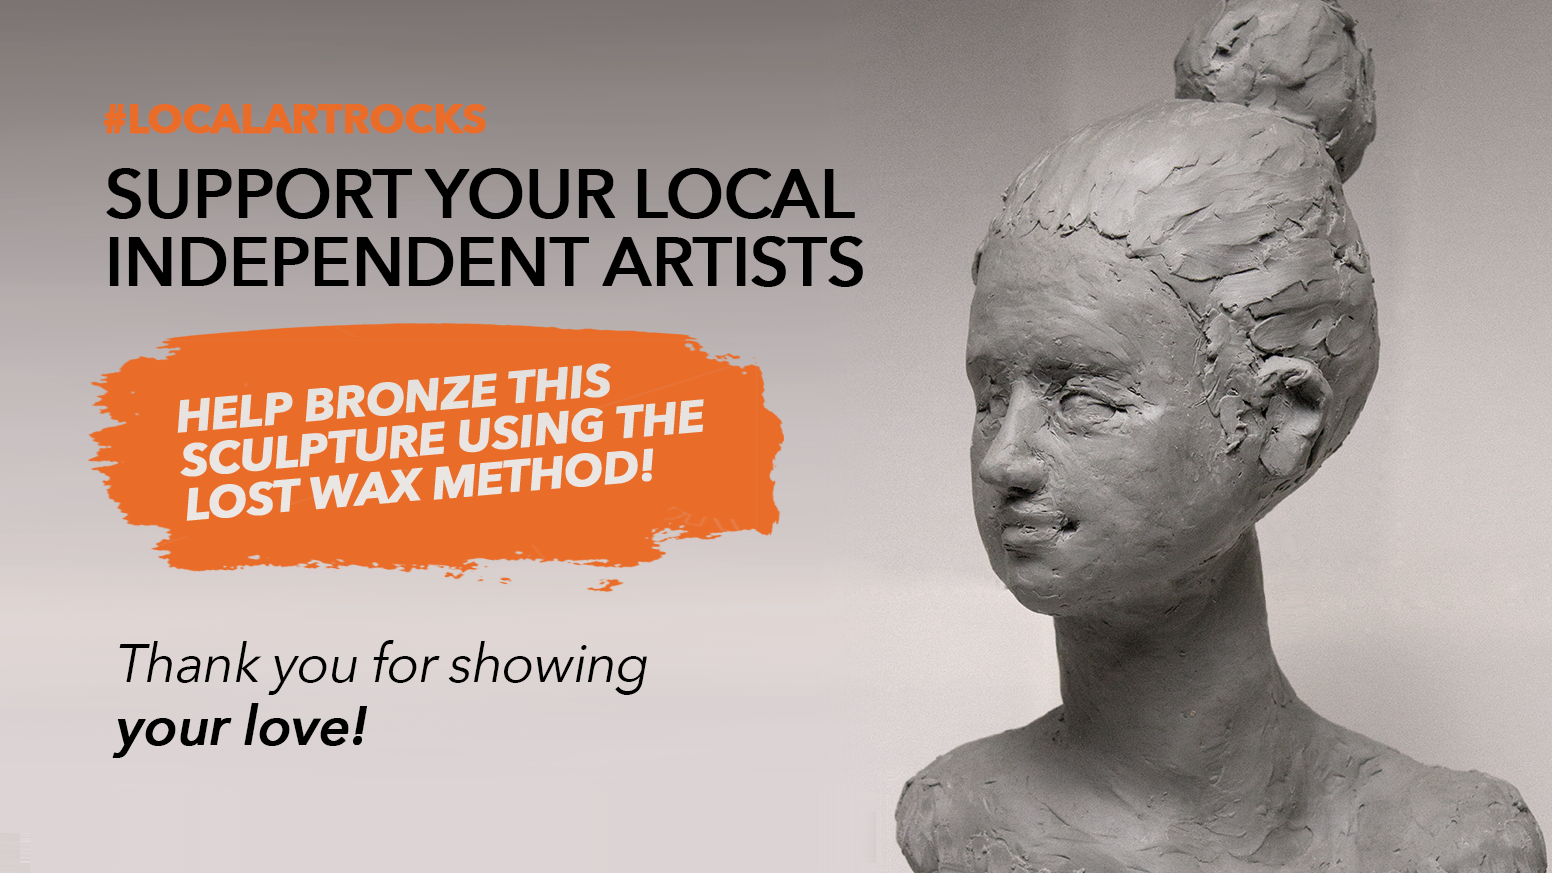 #LOCALARTROCKS
SUPPORT YOUR LOCAL
INDEPENDENT ARTISTS
HELP BRONZE THIS
SCULPTURE USING THE
LOST WAX METHOD!
Thank you for showing
your love!